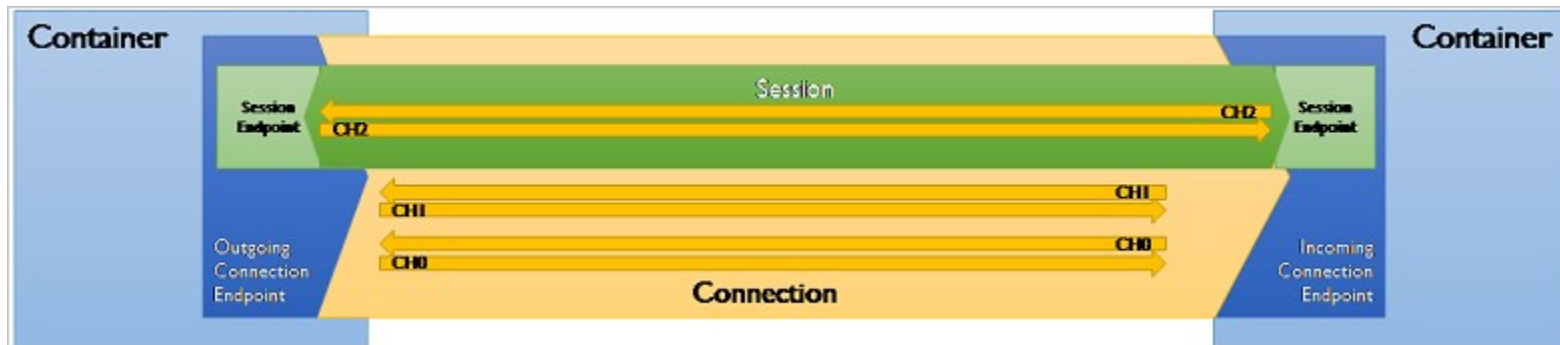 Container
Container
Session
Session
Endpoint
CH2
CH2
Session
Endpoint
CH1
CH1
CH0
CH0
Outgoing
Connection
Endpoint
Incoming
Connection
Endpoint
Connection